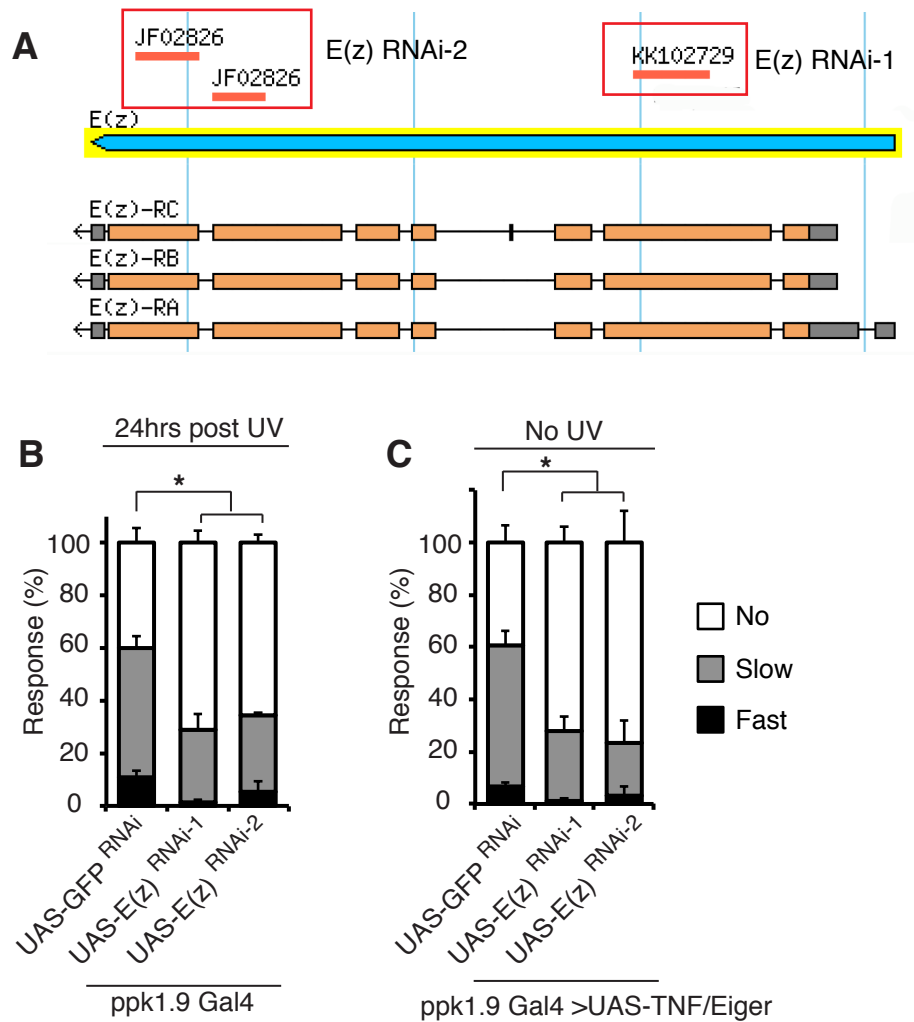 A
JF02826
JF02826
E(z) RNAi-2
KK102729
E(z) RNAi-1
E(z)
E(z)-RC
E(z)-RB
E(z)-RA
B
24hrs post UV
*
Response (%)
100
80
60
40
20
0
UAS-GFP RNAi
UAS-E(z) RNAi-1
UAS-E(z) RNAi-2
ppk1.9 Gal4
C
No UV
*
Response (%)
100
80
60
40
20
0
UAS-GFP RNAi
UAS-E(z) RNAi-1
UAS-E(z) RNAi-2
ppk1.9 Gal4 >UAS-TNF/Eiger
No
Slow
Fast